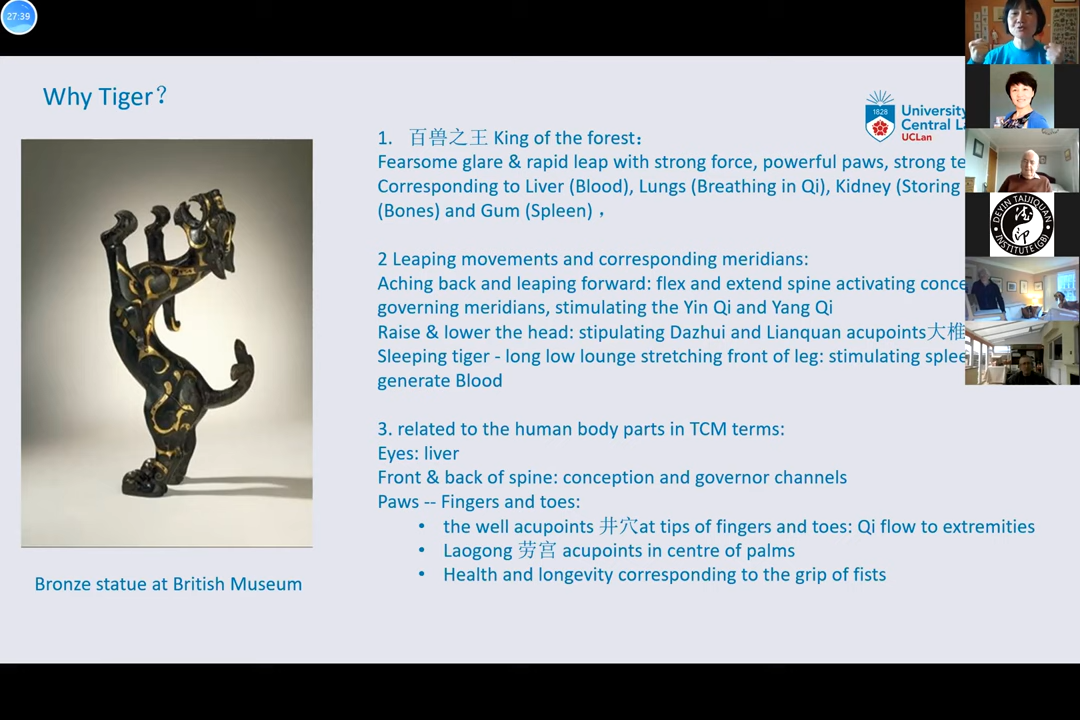 27:39
Why Tiger？
1828
University
Central La
UCLan
1. 百兽之王 King of the forest：
Fearsome glare & rapid leap with strong force, powerful paws, strong te
Corresponding to Liver (Blood), Lungs (Breathing in Qi), Kidney (Storing
(Bones) and Gum (Spleen) ，
2 Leaping movements and corresponding meridians:
Aching back and leaping forward: flex and extend spine activating conce
governing meridians, stimulating the Yin Qi and Yang Qi
Raise & lower the head: stipulating Dazhui and Lianquan acupoints大椎
Sleeping tiger - long low lounge stretching front of leg: stimulating splee
generate Blood
3. related to the human body parts in TCM terms:
Eyes: liver
Front & back of spine: conception and governor channels
Paws -- Fingers and toes:
• the well acupoints 井穴at tips of fingers and toes: Qi flow to extremities
• Laogong 劳宫 acupoints in centre of palms
• Health and longevity corresponding to the grip of fists
Bronze statue at British Museum
DEYIN TAIJIQUAN
INSTITUTE(GB)